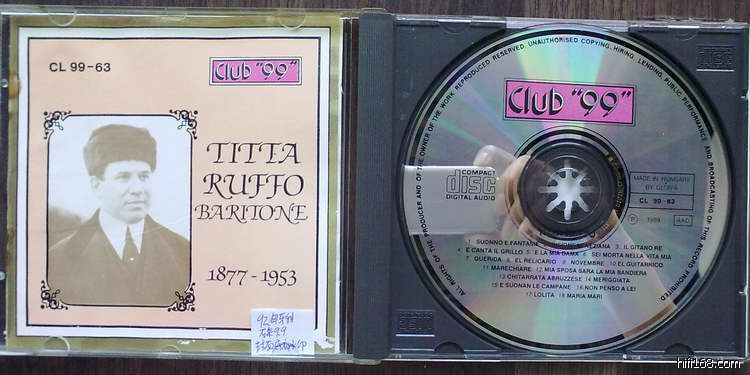 CL 99-63
Club "99"
TITTA
RUFFO
BARITONE
1877-1953
ALL RIGHTS OF THE PRODUCER AND OF THE OWNER OF THE WORK REPRODUCED RESERVED. UNAUTHORISED COPYING, HIRING, LENDING, PUBLIC PERFORMANCE AND BROADCASTING OF THIS RECORD PROHIBITED
Club "99"
COMPACT
disc
DIGITAL AUDIO
MADE IN HUNGARY
CL 99-63
℗ 1989 AAD
SUONNO E FANTASIA 3 IL GITANO RE
4 E CANTA IL GRILLO 5 E LA MIA DAMA 6 SEI MORTA NELLA VITA MIA
7 QUERIDA 8 EL RELICARIO 9 NOVEMBRE 10 EL GUITARRICO
11 MARECHIARE 12 MIA SPOSA SARA LA MIA BANDIERA
13 CHITARRATA ABRUZZESE 14 MERIGGIATA
15 E SUONAN LE CAMPANE 16 NON PENSO A LEI
17 LOLITA 18 MARIA MARI
hifi168.com